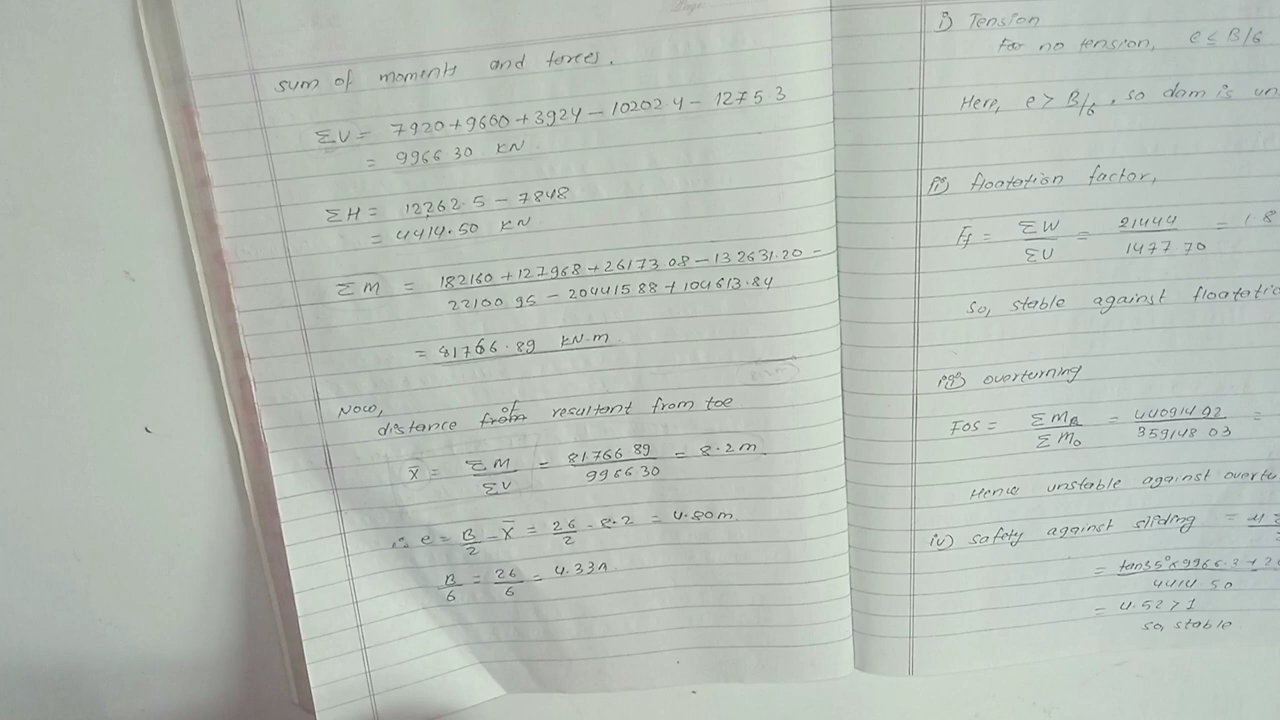 sum of moments and forces.
ΣV = 7920 + 9600 + 3924 - 10202.4 - 1275.3
= 9966.30 KN.
ΣH = 12262.5 - 7848
= 4414.50 KN
ΣM = 182160 + 127968 + 26173.08 - 132631.20 -
22100.95 - 204415.88 + 104613.84
= 81766.89 KN.m
Now,
distance of resultant from toe
x̄ = ΣM/ΣV = 81766.89/9966.30 = 8.2m.
∴ e = B/2 - x̄ = 26/2 - 8.2 = 4.80m.
B/6 = 26/6 = 4.33
i) Tension
For no tension, e ≤ B/6
Here, e > B/6, so dam is
ii) floatation factor,
Ff = ΣW/ΣU = 21444/1477.70 =
so, stable against
iii) overturning
FOS = ΣMR/ΣMo = 440914.92/359148.03 =
Hence unstable against
iv) safety against sliding =
=
4414.50
= 4.52 > 1
so, stable